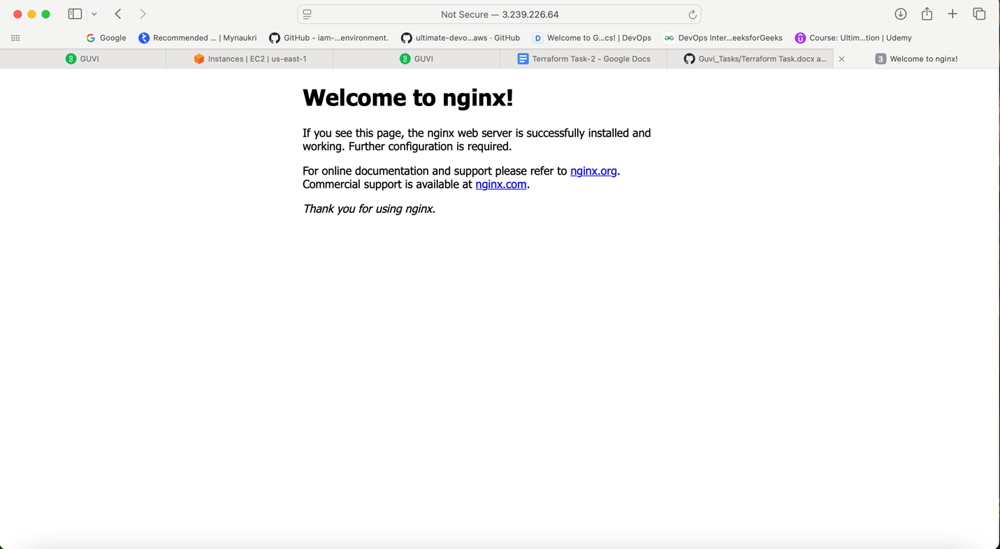 Not Secure — 3.239.226.64
Google Recommended ... | Mynaukri GitHub - iam-...environment. ultimate-devo...aws · GitHub D Welcome to G...cs! | DevOps DevOps Inter...eeksforGeeks Course: Ultim...tion | Udemy
GUVI Instances | EC2 | us-east-1 GUVI Terraform Task-2 - Google Docs Guvi_Tasks/Terraform Task.docx a... 3 Welcome to nginx!
Welcome to nginx!
If you see this page, the nginx web server is successfully installed and
working. Further configuration is required.
For online documentation and support please refer to nginx.org.
Commercial support is available at nginx.com.
Thank you for using nginx.